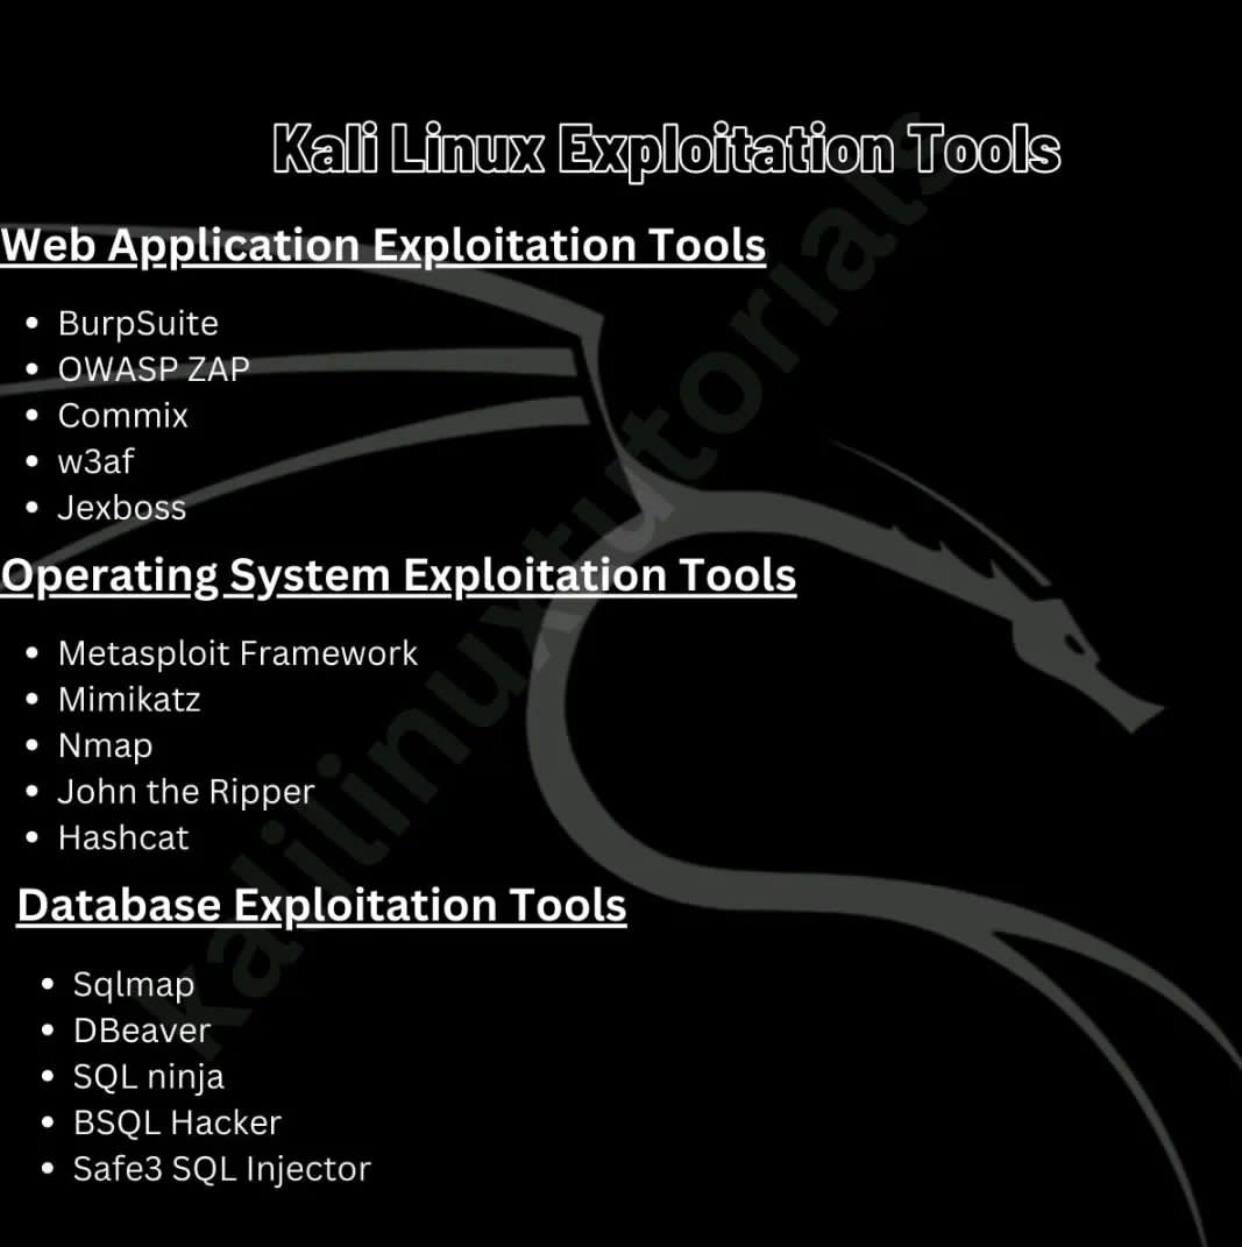 Kali Linux Exploitation Tools
Web Application Exploitation Tools
• BurpSuite
• OWASP ZAP
• Commix
• w3af
• Jexboss
Operating System Exploitation Tools
• Metasploit Framework
• Mimikatz
• Nmap
• John the Ripper
• Hashcat
Database Exploitation Tools
• Sqlmap
• DBeaver
• SQL ninja
• BSQL Hacker
• Safe3 SQL Injector
kalilinuxtutorials